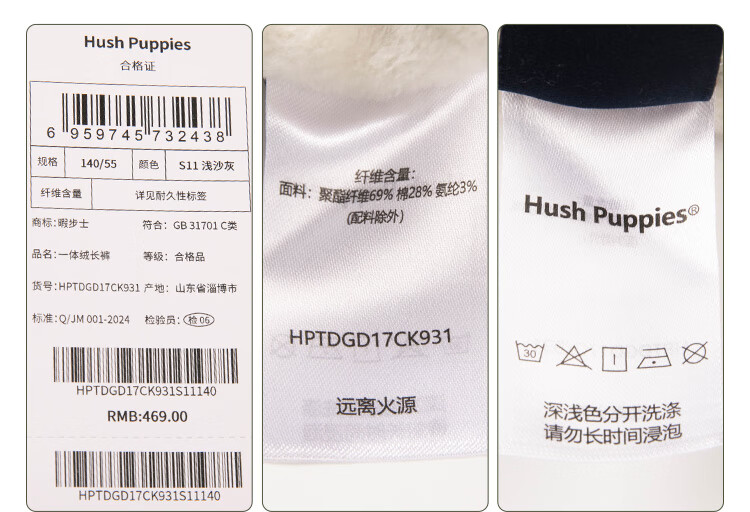 Hush Puppies
合格证
6 959745 732438
规格 140/55 颜色 S11 浅沙灰
纤维含量 详见耐久性标签
商标:暇步士 符合: GB 31701 C类
品名:一体绒长裤 等级: 合格品
货号:HPTDGD17CK931 产地: 山东省淄博市
标准:Q/JM 001-2024 检验员: 检 06
HPTDGD17CK931S11140
RMB:469.00
HPTDGD17CK931S11140
纤维含量:
面料: 聚酯纤维69% 棉28% 氨纶3%
(配料除外)
HPTDGD17CK931
远离火源
Hush Puppies®
30
深浅色分开洗涤
请勿长时间浸泡